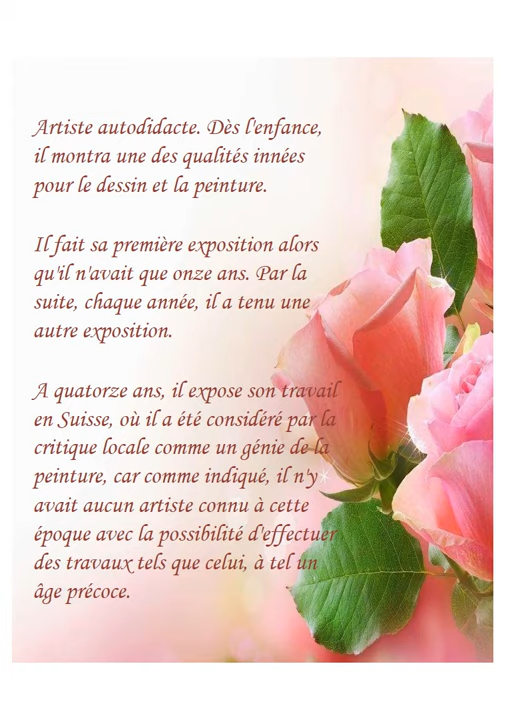 Artiste autodidacte. Dès l'enfance,
il montra une des qualités innées
pour le dessin et la peinture.
Il fait sa première exposition alors
qu'il n'avait que onze ans. Par la
suite, chaque année, il a tenu une
autre exposition.
A quatorze ans, il expose son travail
en Suisse, où il a été considéré par la
critique locale comme un génie de la
peinture, car comme indiqué, il n'y
avait aucun artiste connu à cette
époque avec la possibilité d'effectuer
des travaux tels que celui, à tel un
âge précoce.